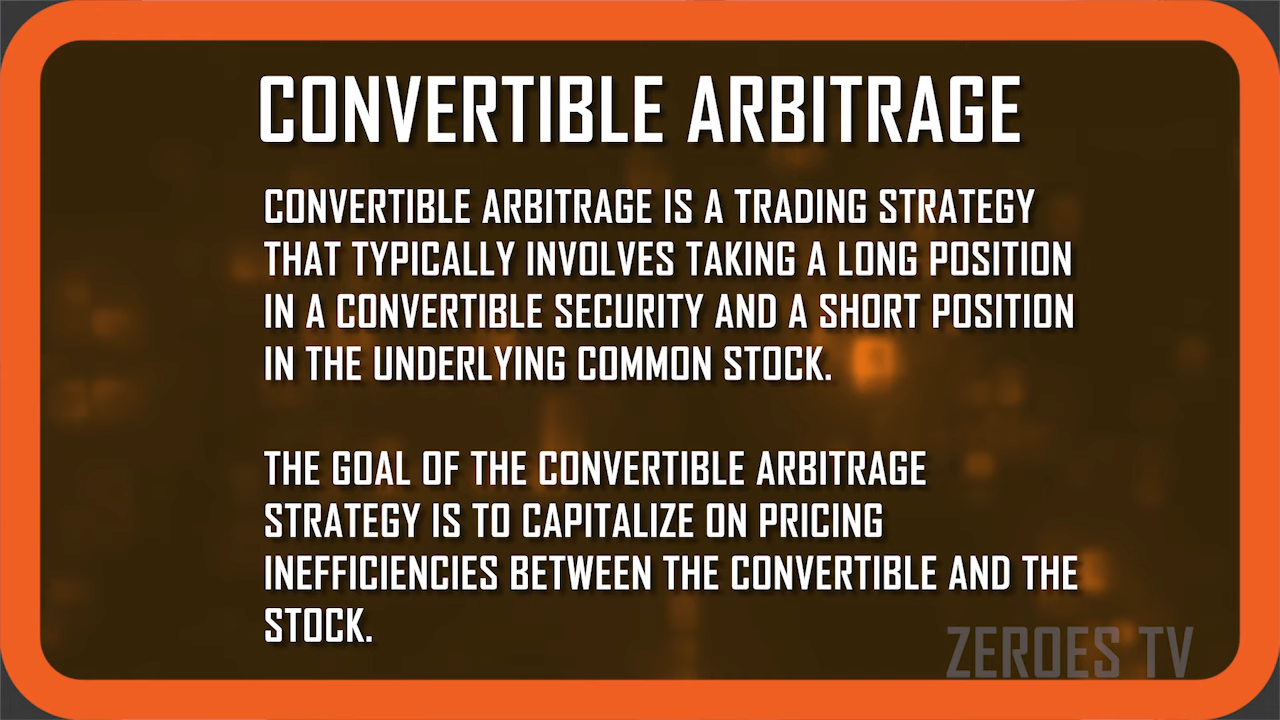 CONVERTIBLE ARBITRAGE
CONVERTIBLE ARBITRAGE IS A TRADING STRATEGY
THAT TYPICALLY INVOLVES TAKING A LONG POSITION
IN A CONVERTIBLE SECURITY AND A SHORT POSITION
IN THE UNDERLYING COMMON STOCK.
THE GOAL OF THE CONVERTIBLE ARBITRAGE
STRATEGY IS TO CAPITALIZE ON PRICING
INEFFICIENCIES BETWEEN THE CONVERTIBLE AND THE
STOCK.
ZEROES TV